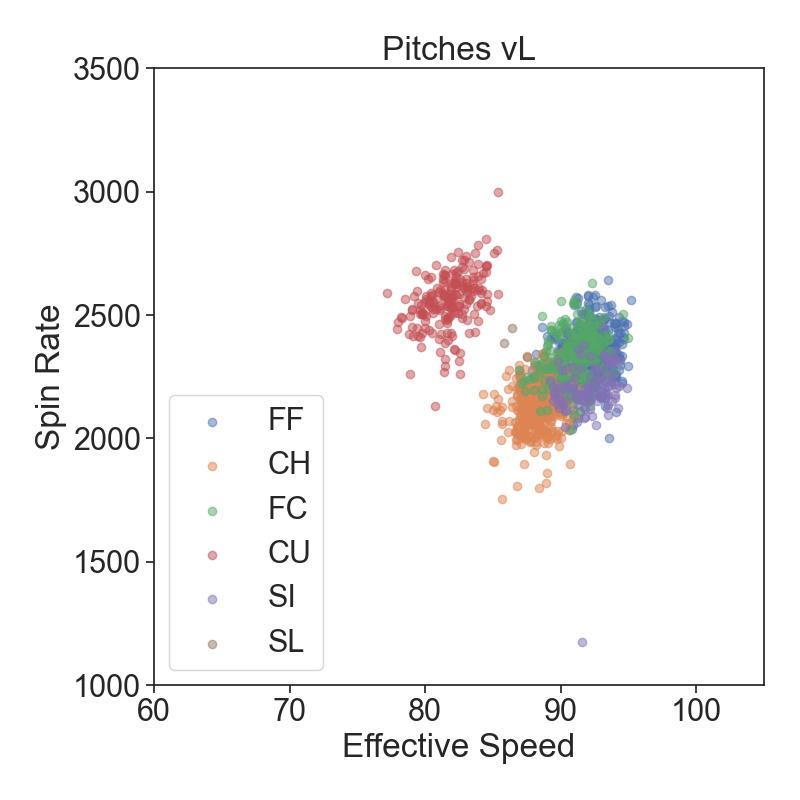 Pitches vL
3500
3000
2500
2000
1500
1000
Spin Rate
FF
CH
FC
CU
SI
SL
60 70 80 90 100
Effective Speed